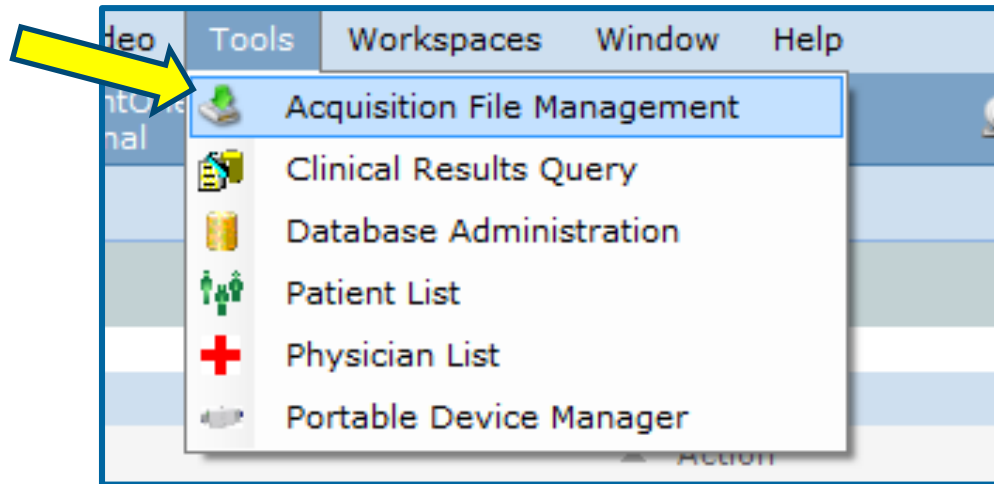 Tools Workspaces Window Help
Acquisition File Management
Clinical Results Query
Database Administration
Patient List
Physician List
Portable Device Manager
Action